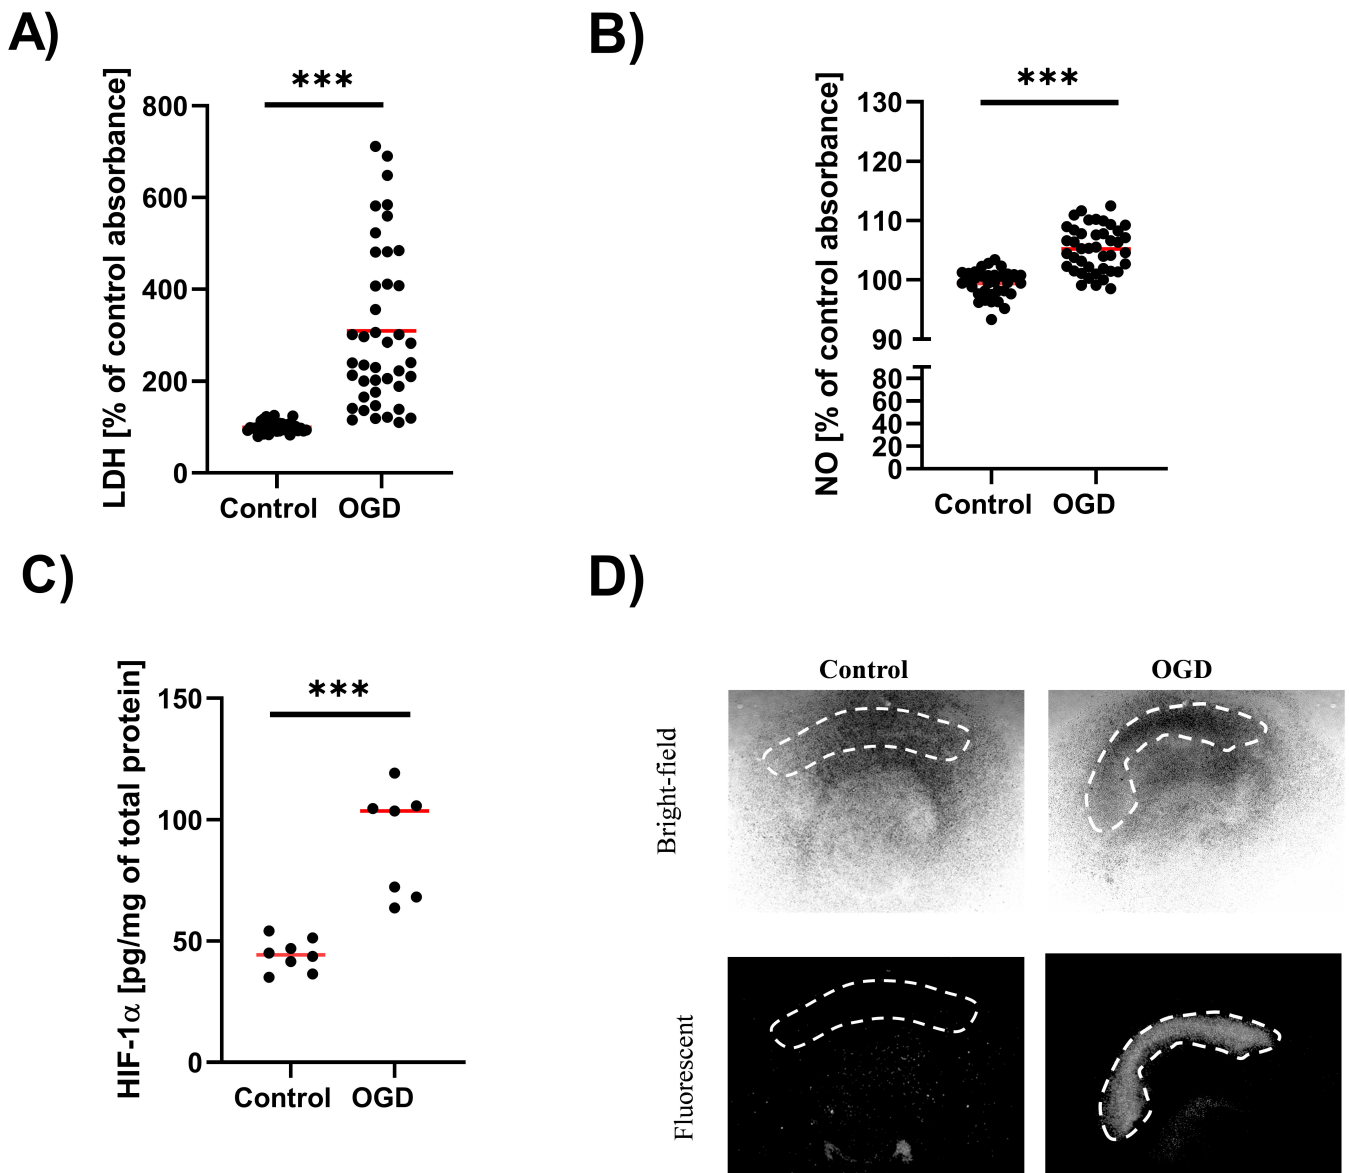 A)
LDH [% of control absorbance]
***
800
600
400
200
0
Control OGD
B)
NO [% of control absorbance]
***
130
120
110
100
90
80
60
40
20
0
Control OGD
C)
HIF-1α [pg/mg of total protein]
***
150
100
50
0
Control OGD
D)
Control OGD
Bright-field
Fluorescent